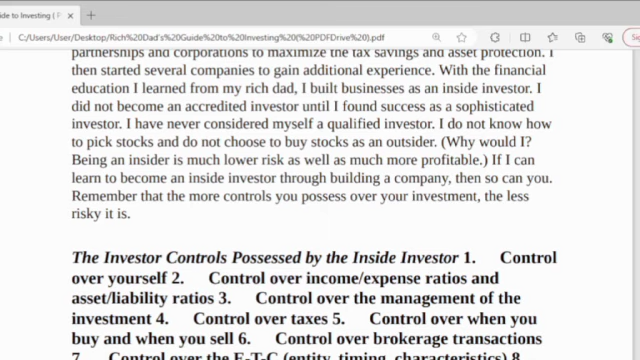 de to Investing ( P
C:/Users/User/Desktop/Rich%20Dad's%20Guide%20to%20Investing%20(%20PDFDrive%20).pdf
partnerships and corporations to maximize the tax savings and asset protection. I
then started several companies to gain additional experience. With the financial
education I learned from my rich dad, I built businesses as an inside investor. I
did not become an accredited investor until I found success as a sophisticated
investor. I have never considered myself a qualified investor. I do not know how
to pick stocks and do not choose to buy stocks as an outsider. (Why would I?
Being an insider is much lower risk as well as much more profitable.) If I can
learn to become an inside investor through building a company, then so can you.
Remember that the more controls you possess over your investment, the less
risky it is.
The Investor Controls Possessed by the Inside Investor 1. Control
over yourself 2. Control over income/expense ratios and
asset/liability ratios 3. Control over the management of the
investment 4. Control over taxes 5. Control over when you
buy and when you sell 6. Control over brokerage transactions
7. Control over the E-T-C (entity, timing, characteristics) 8.